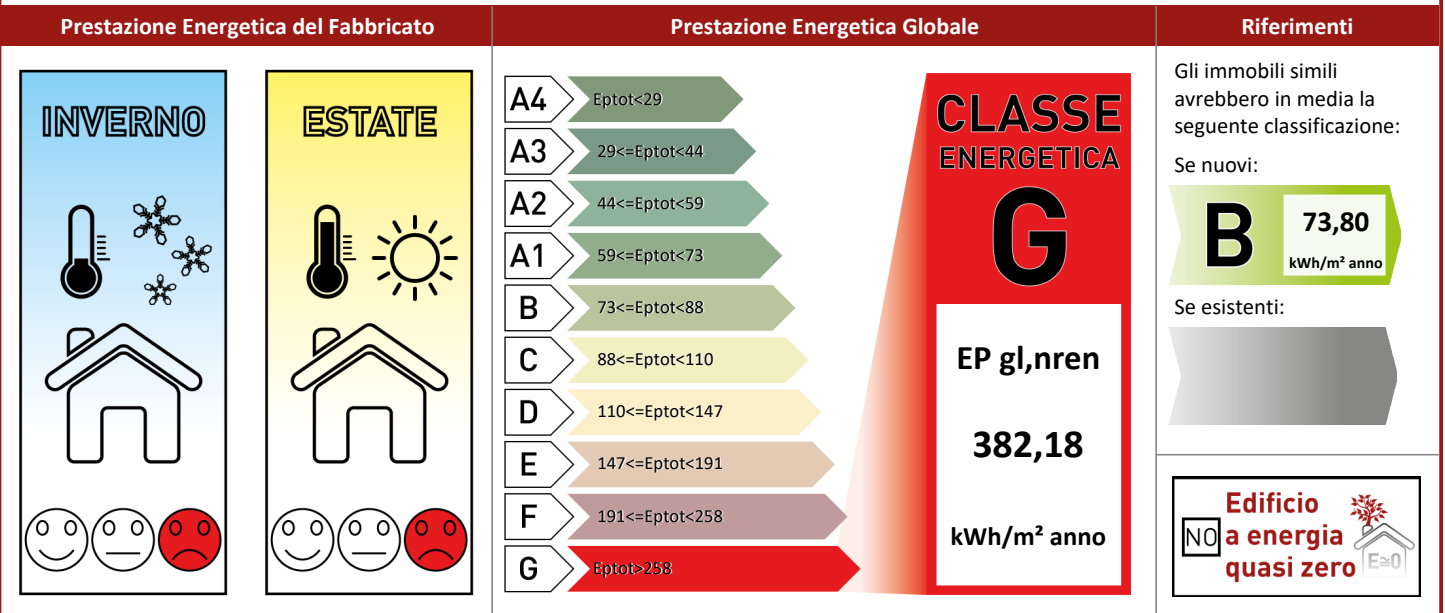 Prestazione Energetica del Fabbricato
Prestazione Energetica Globale
Riferimenti
INVERNO
ESTATE
A4
Eptot<29
A3
29<=Eptot<44
A2
44<=Eptot<59
A1
59<=Eptot<73
B
73<=Eptot<88
C
88<=Eptot<110
D
110<=Eptot<147
E
147<=Eptot<191
F
191<=Eptot<258
G
Eptot>258
CLASSE
ENERGETICA
G
EP gl,nren
382,18
kWh/m² anno
Gli immobili simili
avrebbero in media la
seguente classificazione:
Se nuovi:
B
73,80
kWh/m² anno
Se esistenti:
Edificio
NO a energia
quasi zero
E≅0